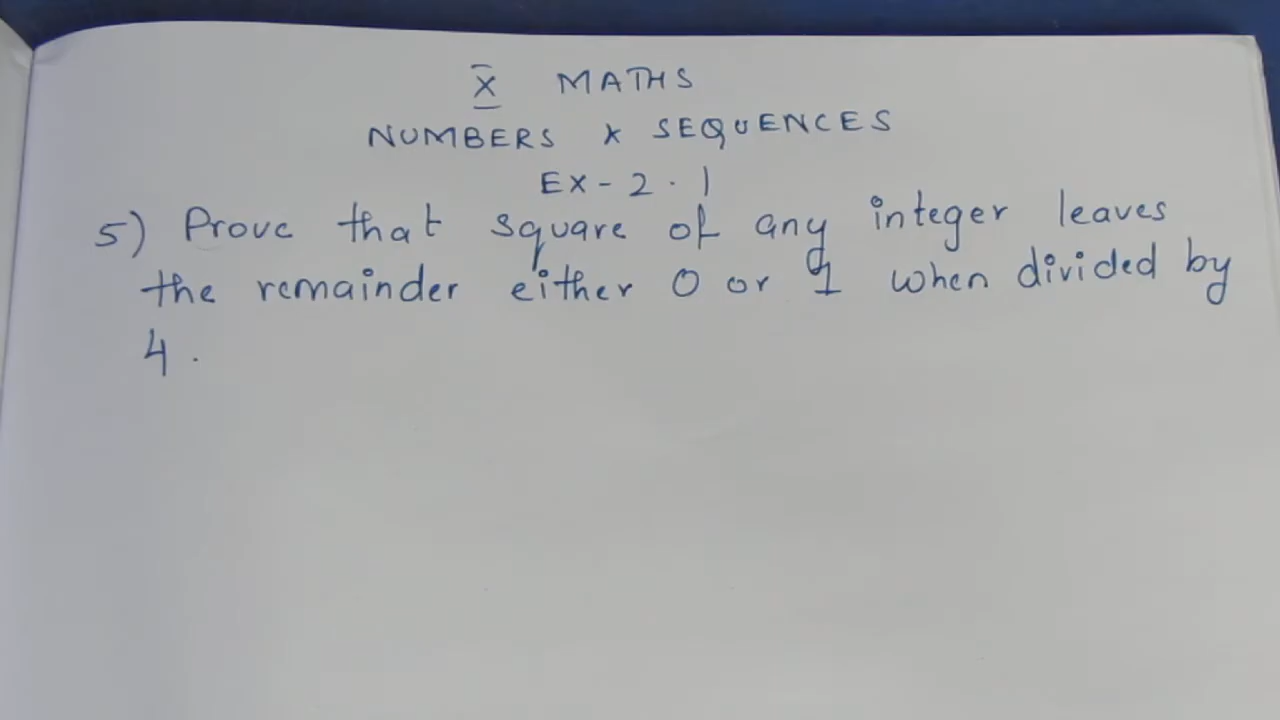 X MATHS
NUMBERS & SEQUENCES
EX - 2.1
5) Prove that square of any integer leaves
the remainder either 0 or 1 when divided by
4.